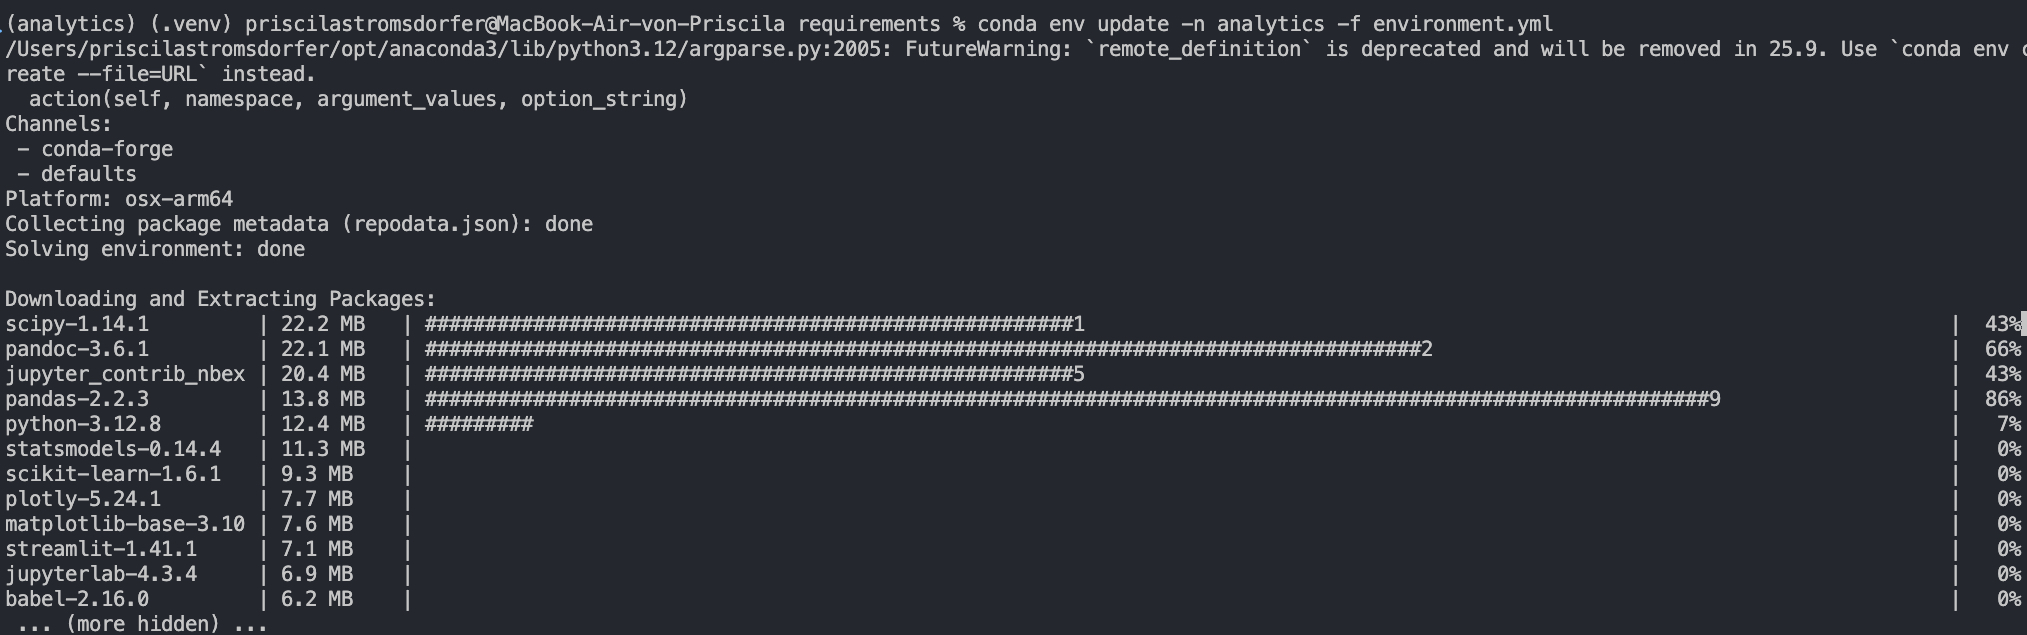 (analytics) (.venv) priscilastromsdorfer@MacBook-Air-von-Priscila requirements % conda env update -n analytics -f environment.yml
/Users/priscilastromsdorfer/opt/anaconda3/lib/python3.12/argparse.py:2005: FutureWarning: `remote_definition` is deprecated and will be removed in 25.9. Use `conda env c
reate --file=URL` instead.
  action(self, namespace, argument_values, option_string)
Channels:
 - conda-forge
 - defaults
Platform: osx-arm64
Collecting package metadata (repodata.json): done
Solving environment: done

Downloading and Extracting Packages:
scipy-1.14.1         | 22.2 MB   | ######################################################1 |  43%
pandoc-3.6.1         | 22.1 MB   | ###################################################################################2 |  66%
jupyter_contrib_nbex | 20.4 MB   | ######################################################5 |  43%
pandas-2.2.3         | 13.8 MB   | ###########################################################################################################9 |  86%
python-3.12.8        | 12.4 MB   | ######### |   7%
statsmodels-0.14.4   | 11.3 MB   | |   0%
scikit-learn-1.6.1   | 9.3 MB    | |   0%
plotly-5.24.1        | 7.7 MB    | |   0%
matplotlib-base-3.10 | 7.6 MB    | |   0%
streamlit-1.41.1     | 7.1 MB    | |   0%
jupyterlab-4.3.4     | 6.9 MB    | |   0%
babel-2.16.0         | 6.2 MB    | |   0%
 ... (more hidden) ...